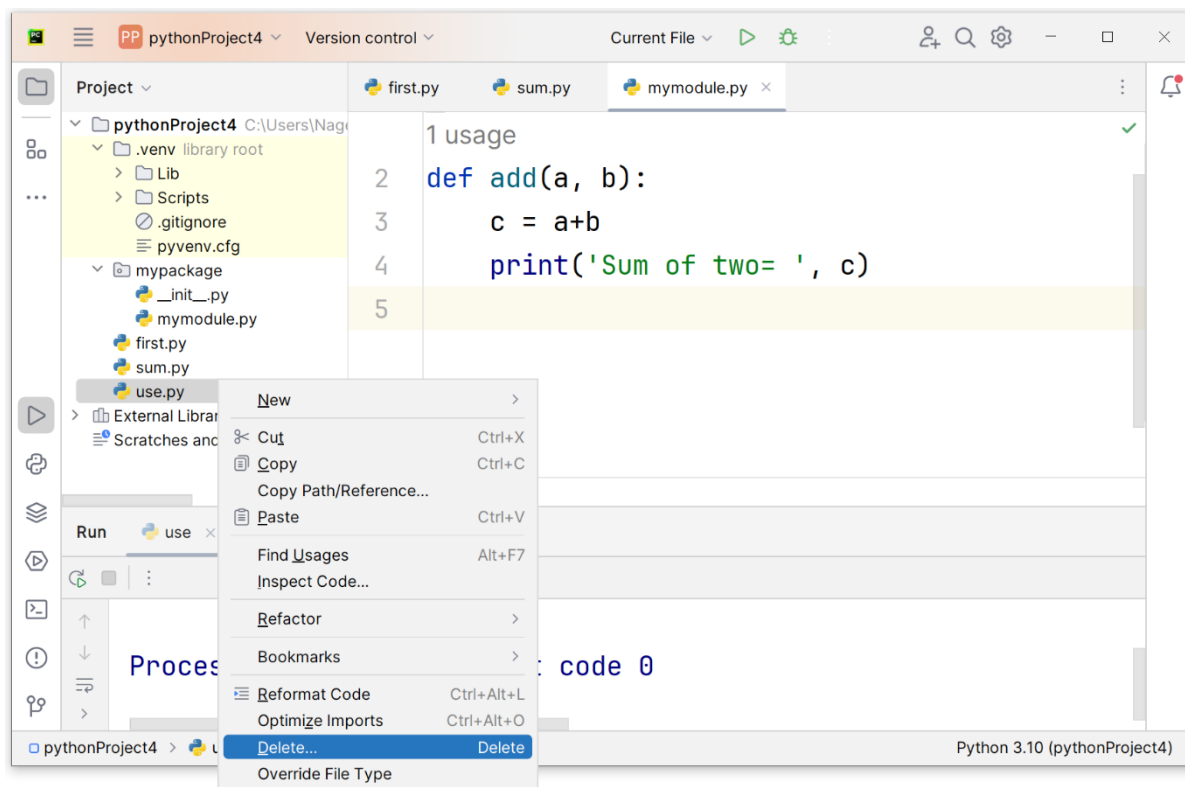 PC
PP pythonProject4 Version control Current File
Project
first.py sum.py mymodule.py
pythonProject4 C:\Users\Nage
.venv library root
Lib
Scripts
.gitignore
pyvenv.cfg
mypackage
__init__.py
mymodule.py
first.py
sum.py
use.py
External Librar
Scratches and
1 usage
2 def add(a, b):
3 c = a+b
4 print('Sum of two= ', c)
5
New
Cut Ctrl+X
Copy Ctrl+C
Copy Path/Reference...
Paste Ctrl+V
Find Usages Alt+F7
Inspect Code...
Refactor
Bookmarks
Reformat Code Ctrl+Alt+L
Optimize Imports Ctrl+Alt+O
Delete... Delete
Override File Type
Run use
Proces t code 0
pythonProject4 > u
Python 3.10 (pythonProject4)